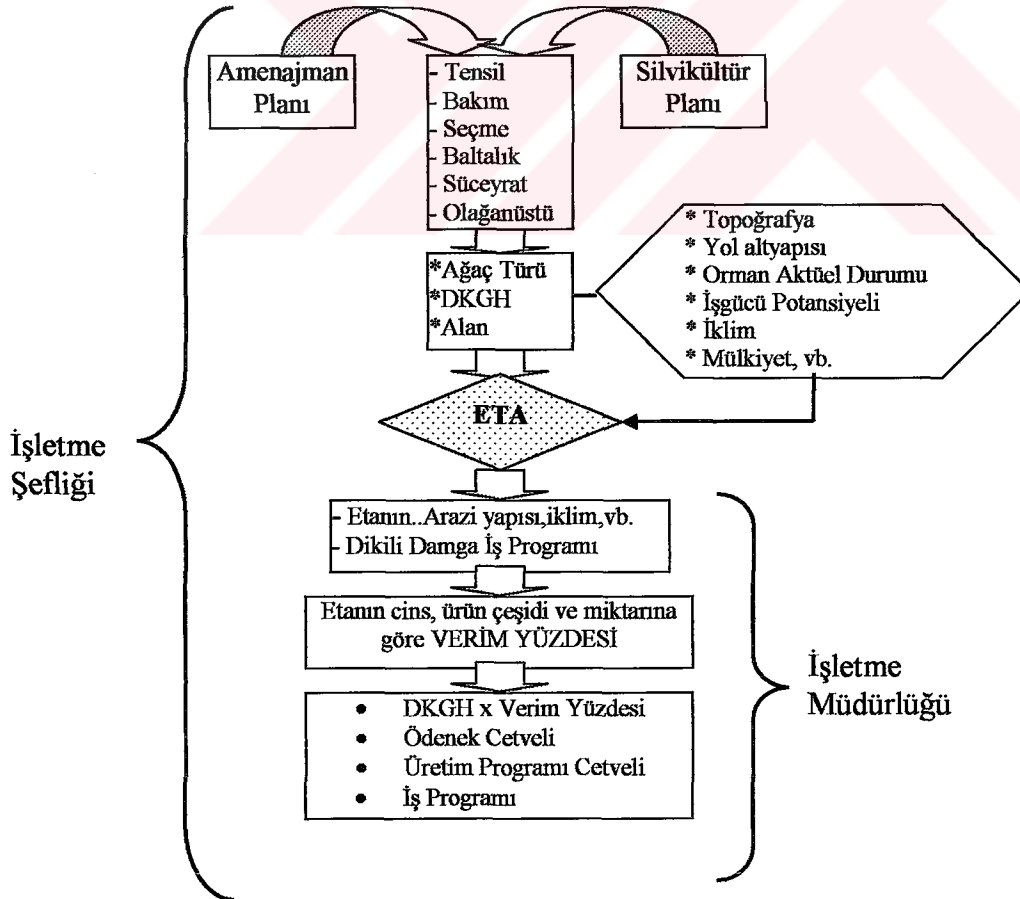 Amenajman
Planı
- Tensil
- Bakım
- Seçme
- Baltalık
- Süceyrat
- Olağanüstü
Silvikültür
Planı
*Ağaç Türü
*DKGH
*Alan
* Topoğrafya
* Yol altyapısı
* Orman Aktüel Durumu
* İşgücü Potansiyeli
* İklim
* Mülkiyet, vb.
ETA
İşletme
Şefliği
- Etanın..Arazi yapısı,iklim,vb.
- Dikili Damga İş Programı
Etanın cins, ürün çeşidi ve miktarına
göre VERİM YÜZDESİ
• DKGH x Verim Yüzdesi
• Ödenek Cetveli
• Üretim Programı Cetveli
• İş Programı
İşletme
Müdürlüğü